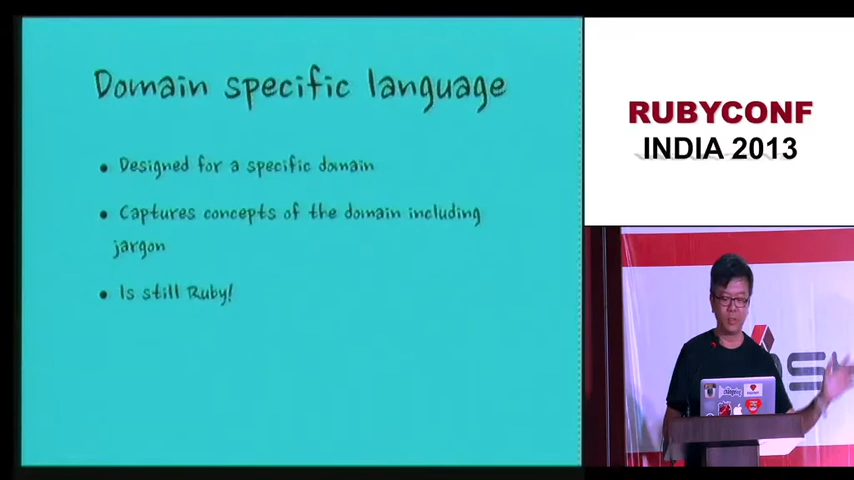 Domain specific language
• Designed for a specific domain
• Captures concepts of the domain including
jargon
• Is still Ruby!
RUBYCONF
INDIA 2013